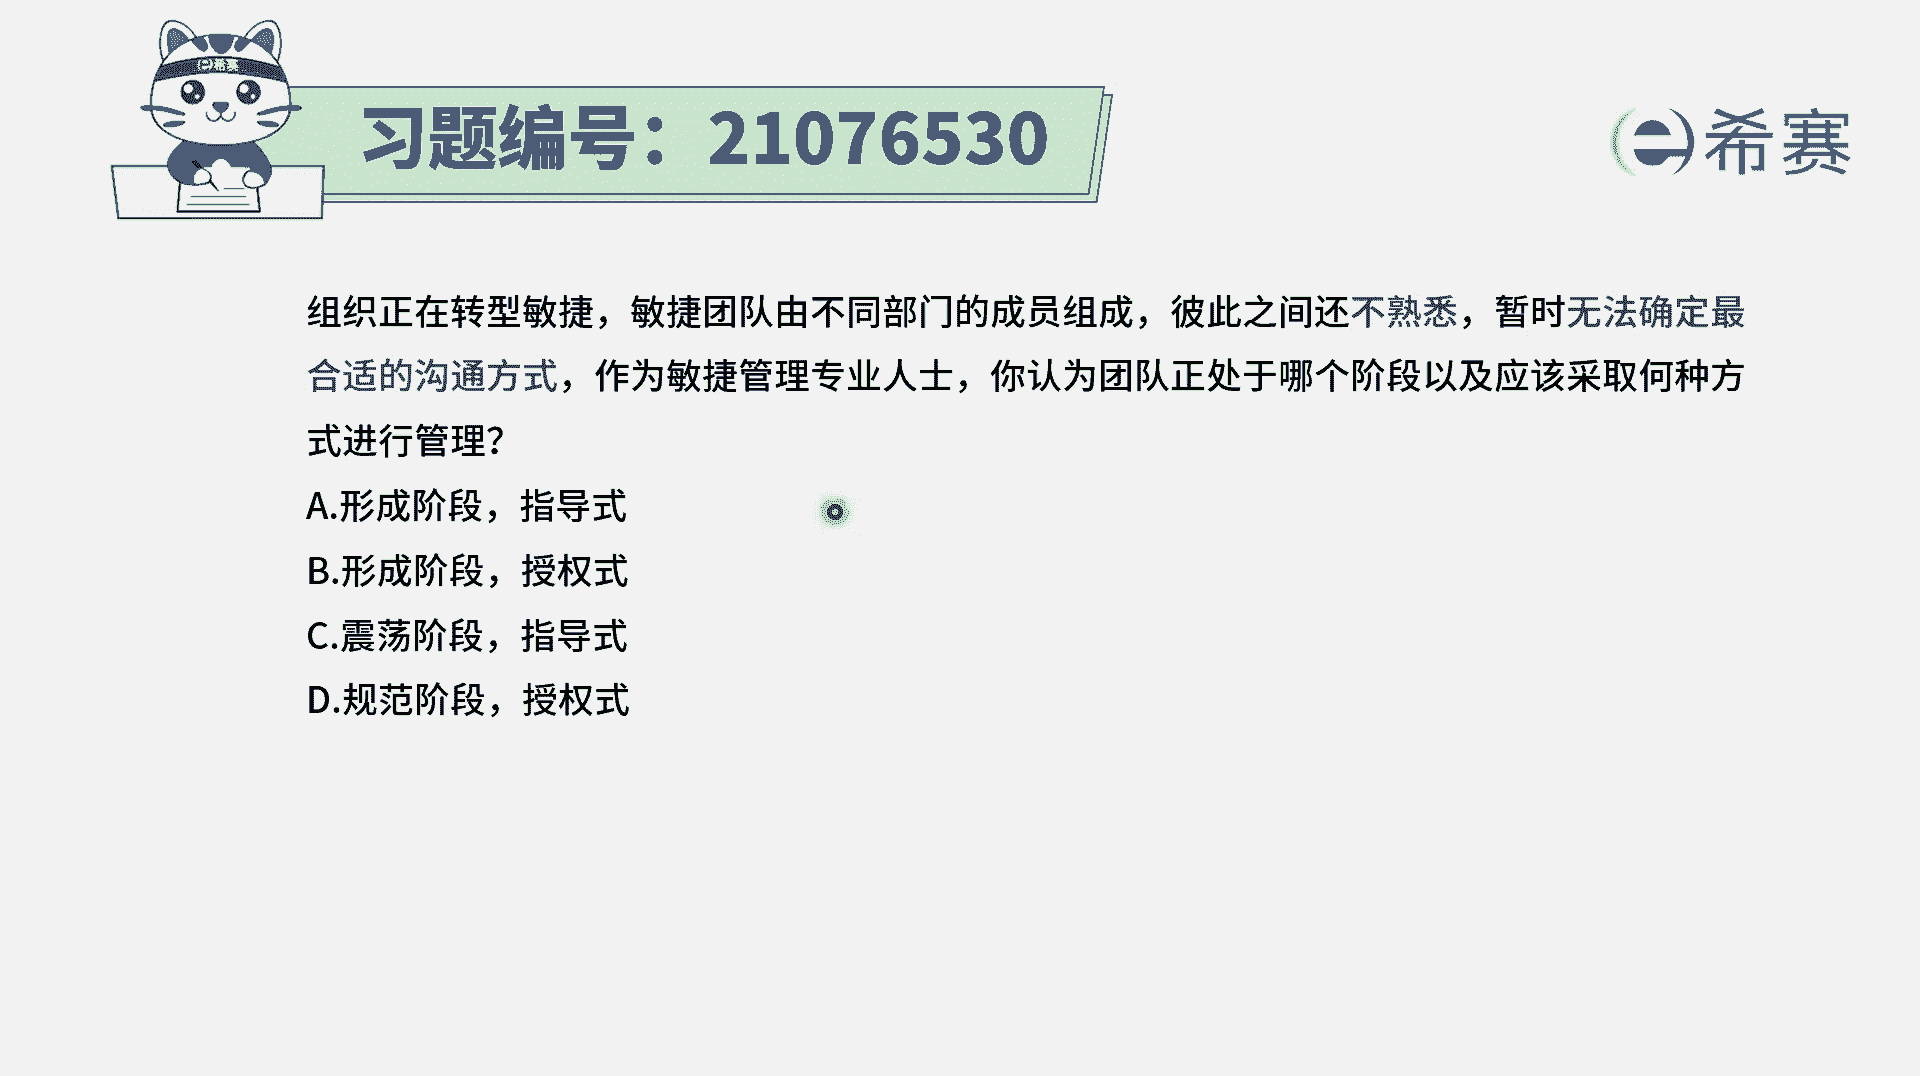 希赛
习题编号：21076530
希赛
组织正在转型敏捷，敏捷团队由不同部门的成员组成，彼此之间还不熟悉，暂时无法确定最
合适的沟通方式，作为敏捷管理专业人士，你认为团队正处于哪个阶段以及应该采取何种方
式进行管理？
A.形成阶段，指导式
B.形成阶段，授权式
C.震荡阶段，指导式
D.规范阶段，授权式